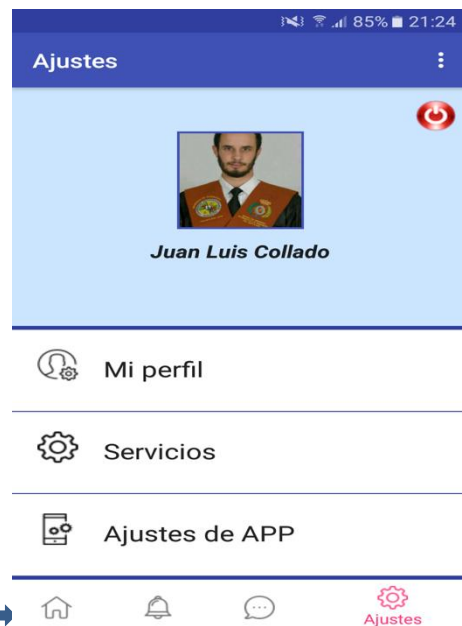 85% 21:24
Ajustes
Juan Luis Collado
Mi perfil
Servicios
Ajustes de APP
Ajustes